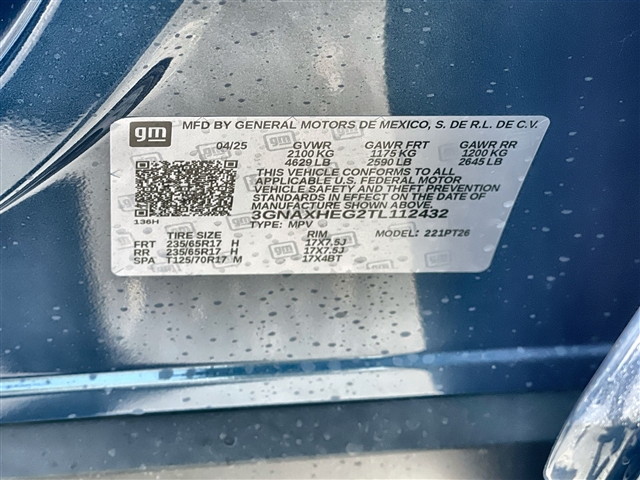 gm MFD BY GENERAL MOTORS DE MEXICO, S. DE R.L. DE C.V.
04/25 GVWR GAWR FRT GAWR RR
2100 KG 1175 KG 1200 KG
4629 LB 2590 LB 2645 LB
THIS VEHICLE CONFORMS TO ALL
APPLICABLE U.S. FEDERAL MOTOR
VEHICLE SAFETY AND THEFT PREVENTION
STANDARDS IN EFFECT ON THE DATE OF
MANUFACTURE SHOWN ABOVE.
3GNAXHEG2TL112432
136H TYPE: MPV MODEL: 221PT26
TIRE SIZE RIM
FRT 235/65R17 H 17X7.5J
RR 235/65R17 H 17X7.5J
SPA T125/70R17 M 17X4BT